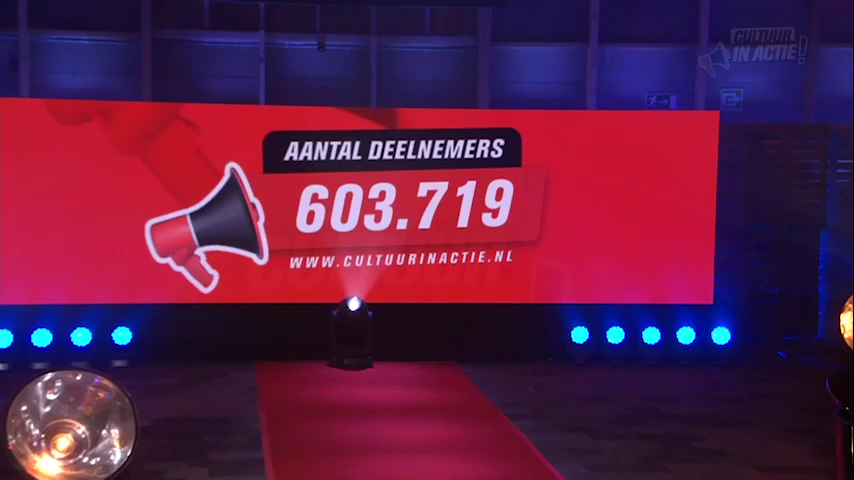 CULTUUR
IN ACTIE!
AANTAL DEELNEMERS
603.719
WWW.CULTUURINACTIE.NL